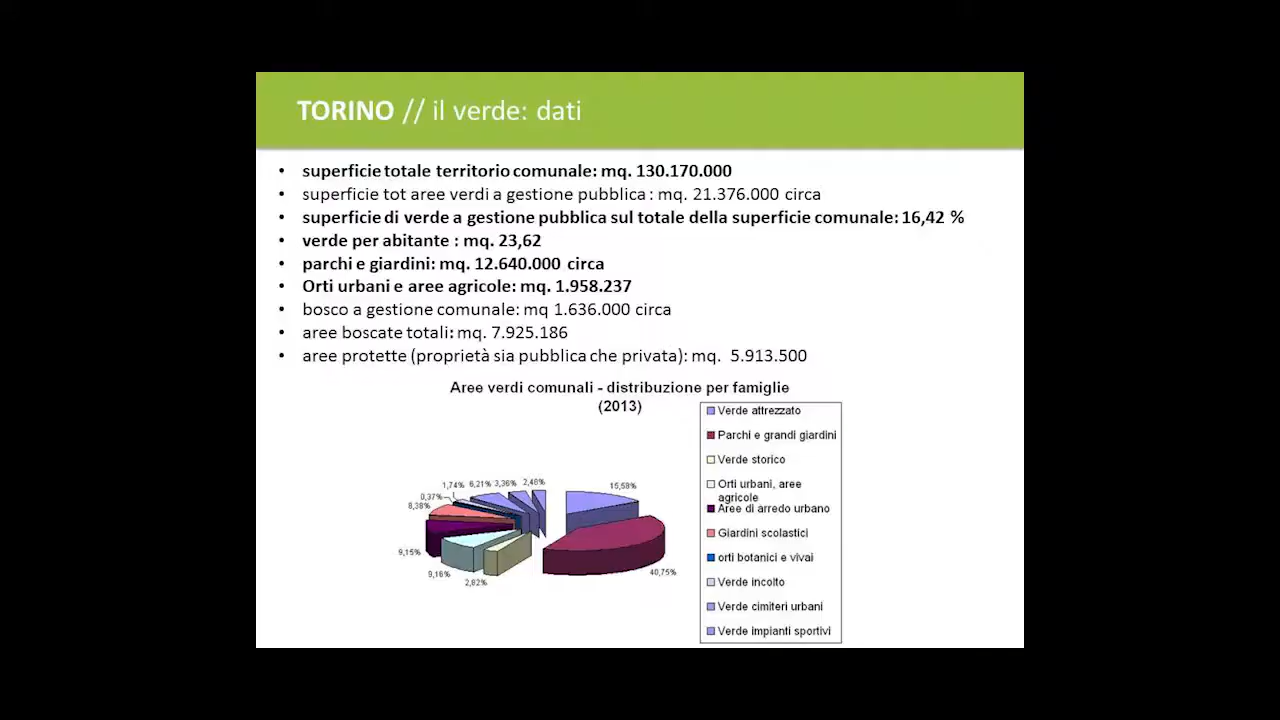 TORINO // il verde: dati
• superficie totale territorio comunale: mq. 130.170.000
• superficie tot aree verdi a gestione pubblica : mq. 21.376.000 circa
• superficie di verde a gestione pubblica sul totale della superficie comunale: 16,42 %
• verde per abitante : mq. 23,62
• parchi e giardini: mq. 12.640.000 circa
• Orti urbani e aree agricole: mq. 1.958.237
• bosco a gestione comunale: mq 1.636.000 circa
• aree boscate totali: mq. 7.925.186
• aree protette (proprietà sia pubblica che privata): mq. 5.913.500
Aree verdi comunali - distribuzione per famiglie
(2013)
1,74% 6,21% 3,36% 2,48%
15,58%
0,37%
8,38%
9,15%
9,16%
2,82%
40,75%
Verde attrezzato
Parchi e grandi giardini
Verde storico
Orti urbani, aree
agricole
Aree di arredo urbano
Giardini scolastici
orti botanici e vivai
Verde incolto
Verde cimiteri urbani
Verde impianti sportivi